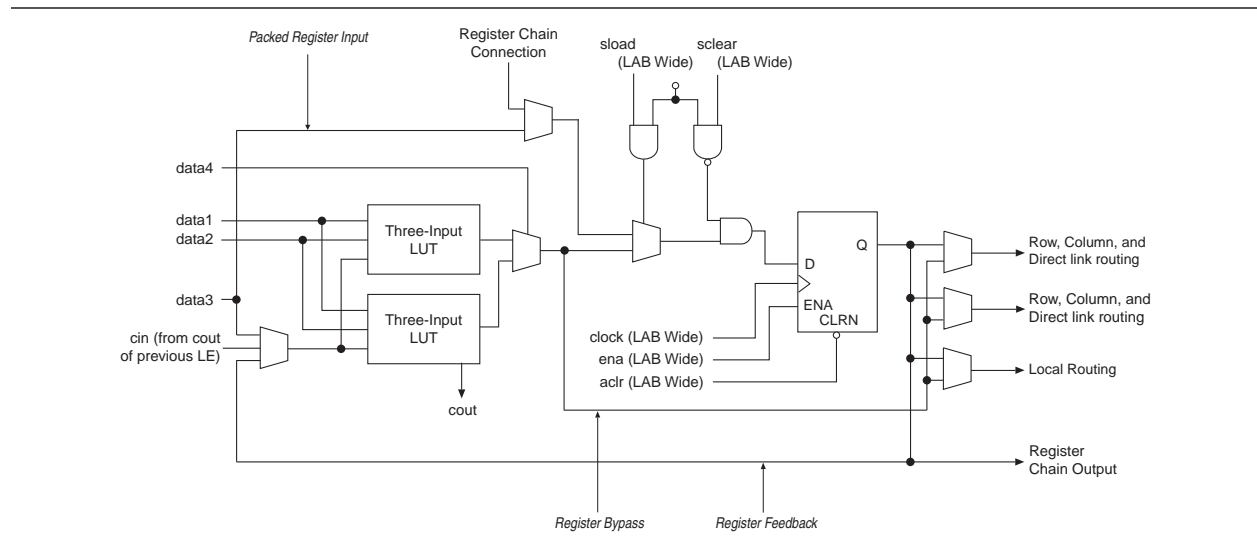 Packed Register Input
Register Chain
Connection
sload
(LAB Wide)
sclear
(LAB Wide)
data4
data1
data2
Three-Input
LUT
data3
Three-Input
LUT
cin (from cout
of previous LE)
cout
Q
D
ENA
CLRN
clock (LAB Wide)
ena (LAB Wide)
aclr (LAB Wide)
Row, Column, and
Direct link routing
Row, Column, and
Direct link routing
Local Routing
Register
Chain Output
Register Bypass
Register Feedback